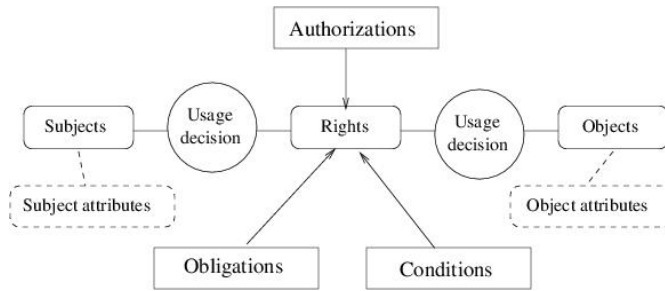 Authorizations
Subjects
Usage
decision
Rights
Usage
decision
Objects
Subject attributes
Object attributes
Obligations
Conditions